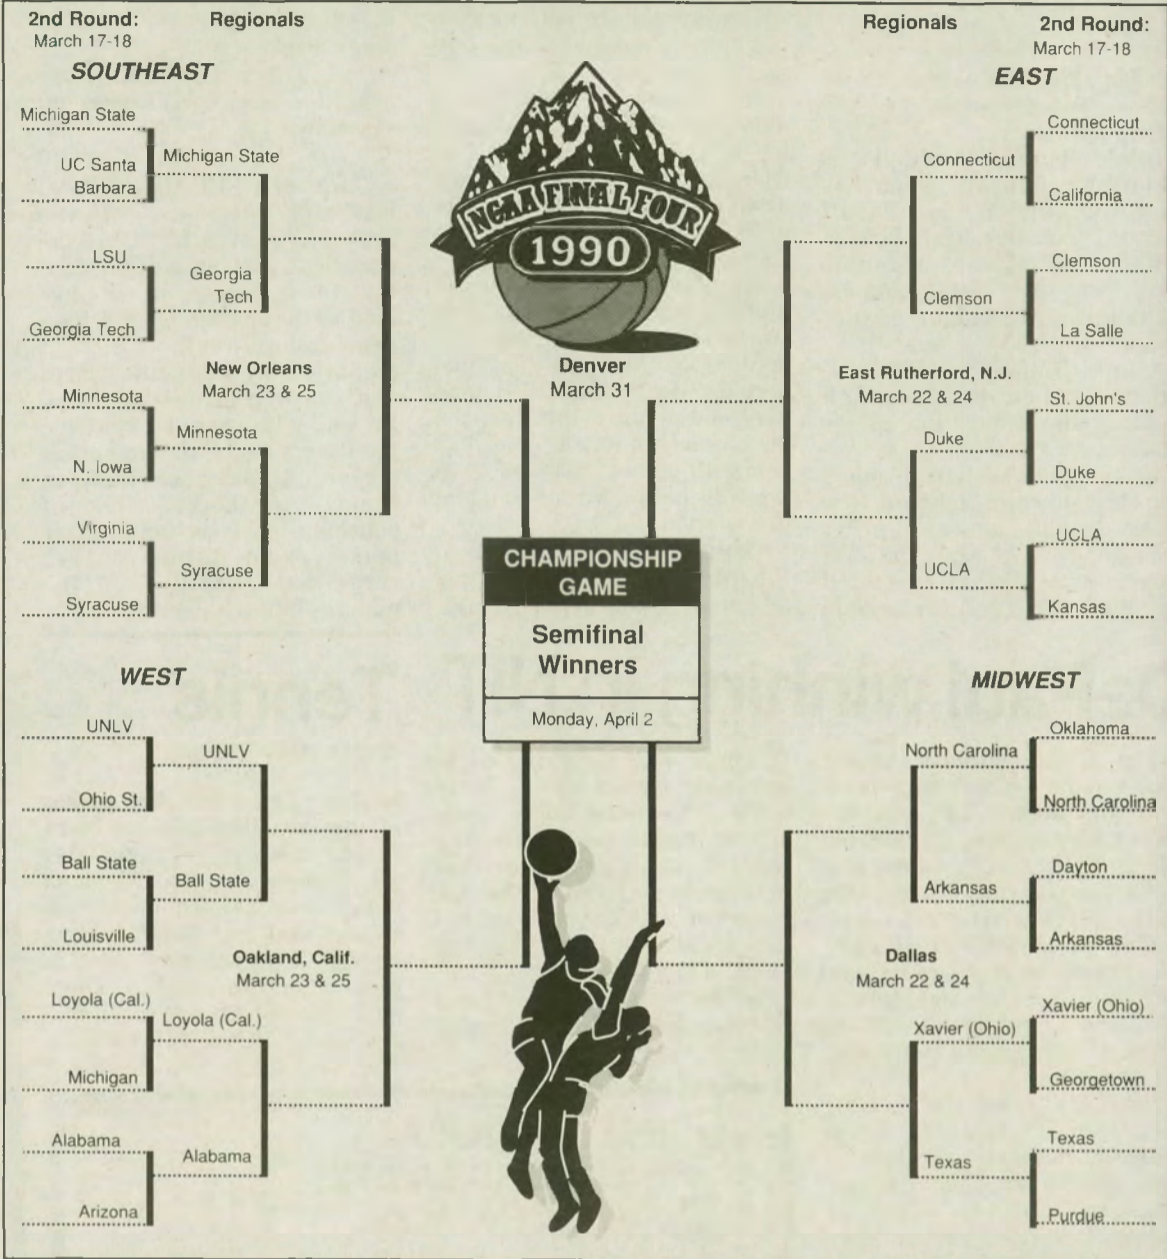 2nd Round:
March 17-18
Regionals
SOUTHEAST
Michigan State
UC Santa
Barbara
LSU
Georgia Tech
Minnesota
N. Iowa
Virginia
Syracuse
Michigan State
Georgia
Tech
Minnesota
Syracuse
New Orleans
March 23 & 25
NCAA FINAL FOUR
1990
Denver
March 31
Regionals
2nd Round:
March 17-18
EAST
Connecticut
California
Clemson
La Salle
St. John's
Duke
UCLA
Kansas
Connecticut
Clemson
Duke
UCLA
East Rutherford, N.J.
March 22 & 24
CHAMPIONSHIP
GAME
Semifinal
Winners
Monday, April 2
WEST
UNLV
Ohio St.
Ball State
Louisville
Loyola (Cal.)
Michigan
Alabama
Arizona
UNLV
Ball State
Loyola (Cal.)
Alabama
Oakland, Calif.
March 23 & 25
MIDWEST
Oklahoma
North Carolina
Dayton
Arkansas
Xavier (Ohio)
Georgetown
Texas
Purdue
North Carolina
Arkansas
Xavier (Ohio)
Texas
Dallas
March 22 & 24